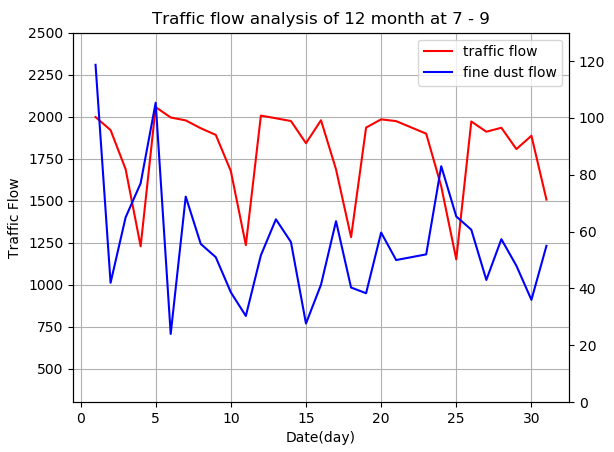 Traffic flow analysis of 12 month at 7 - 9
traffic flow
fine dust flow
Traffic Flow
2500
2250
2000
1750
1500
1250
1000
750
500
120
100
80
60
40
20
0
0 5 10 15 20 25 30
Date(day)